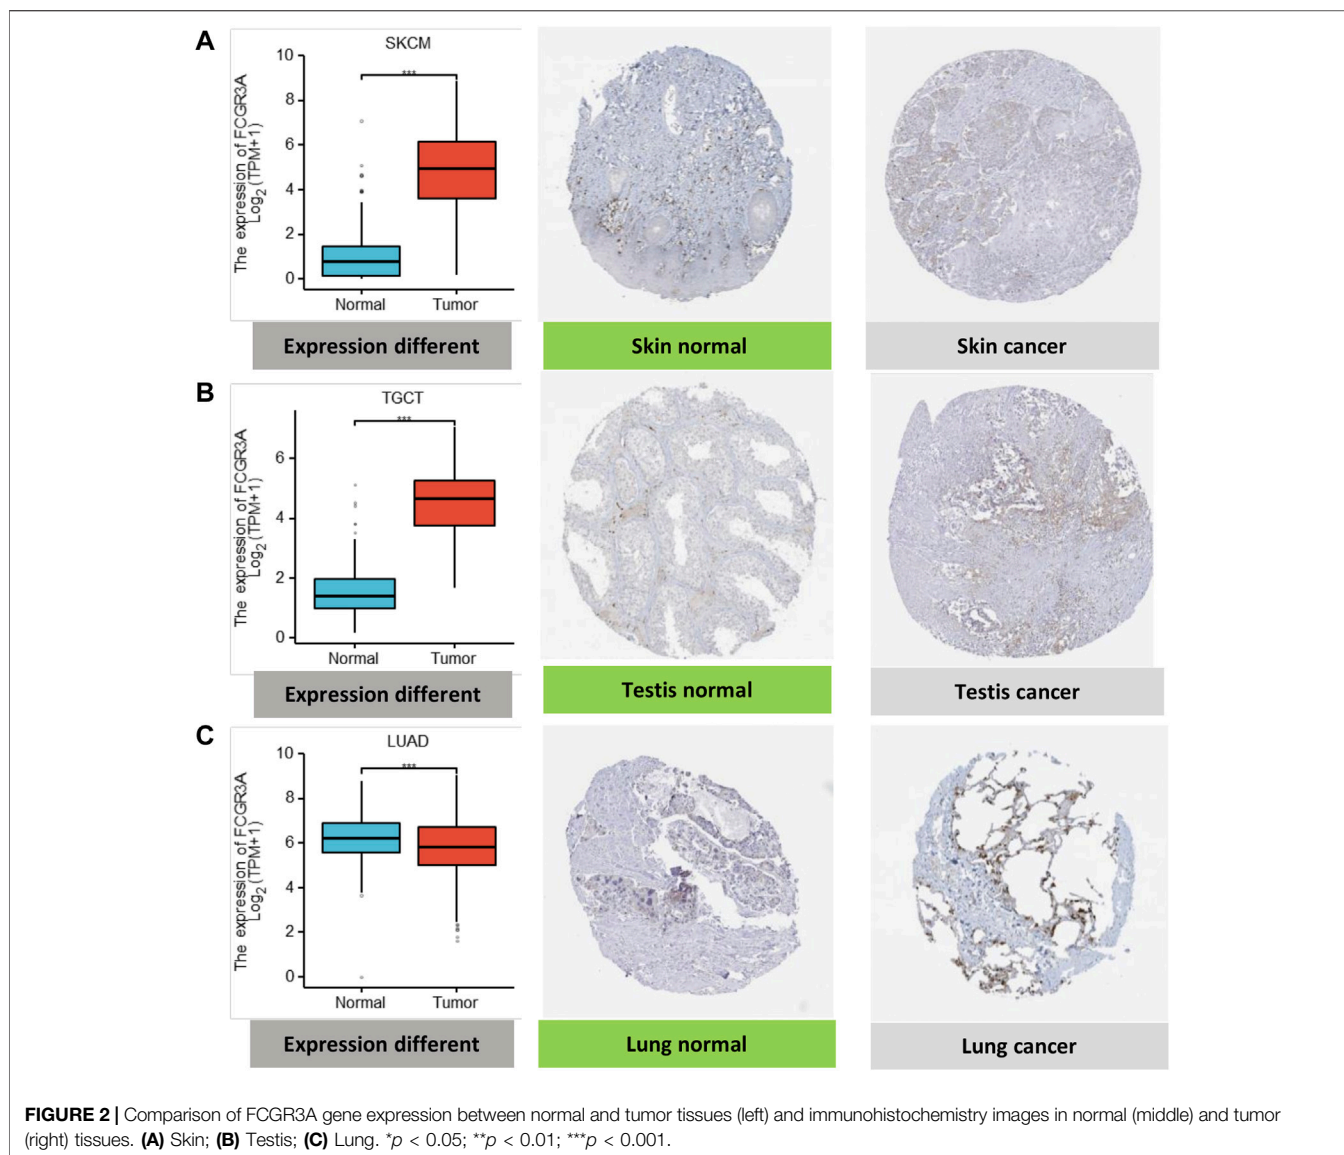 A
SKCM
The expression of FCGR3A
Log2 (TPM+1)
10
8
6
4
2
0
***
Normal
Tumor
Expression different
Skin normal
Skin cancer
B
TGCT
The expression of FCGR3A
Log2 (TPM+1)
6
4
2
0
***
Normal
Tumor
Expression different
Testis normal
Testis cancer
C
LUAD
The expression of FCGR3A
Log2 (TPM+1)
10
8
6
4
2
0
***
Normal
Tumor
Expression different
Lung normal
Lung cancer
FIGURE 2 | Comparison of FCGR3A gene expression between normal and tumor tissues (left) and immunohistochemistry images in normal (middle) and tumor
(right) tissues. (A) Skin; (B) Testis; (C) Lung. *p < 0.05; **p < 0.01; ***p < 0.001.